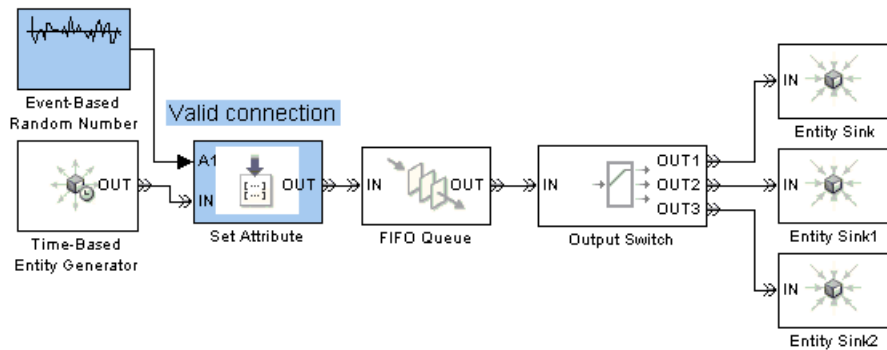 Event-Based
Random Number
Valid connection
A1
IN
OUT
Set Attribute
OUT
Time-Based
Entity Generator
IN
OUT
FIFO Queue
IN
OUT1
OUT2
OUT3
Output Switch
IN
Entity Sink
IN
Entity Sink1
IN
Entity Sink2